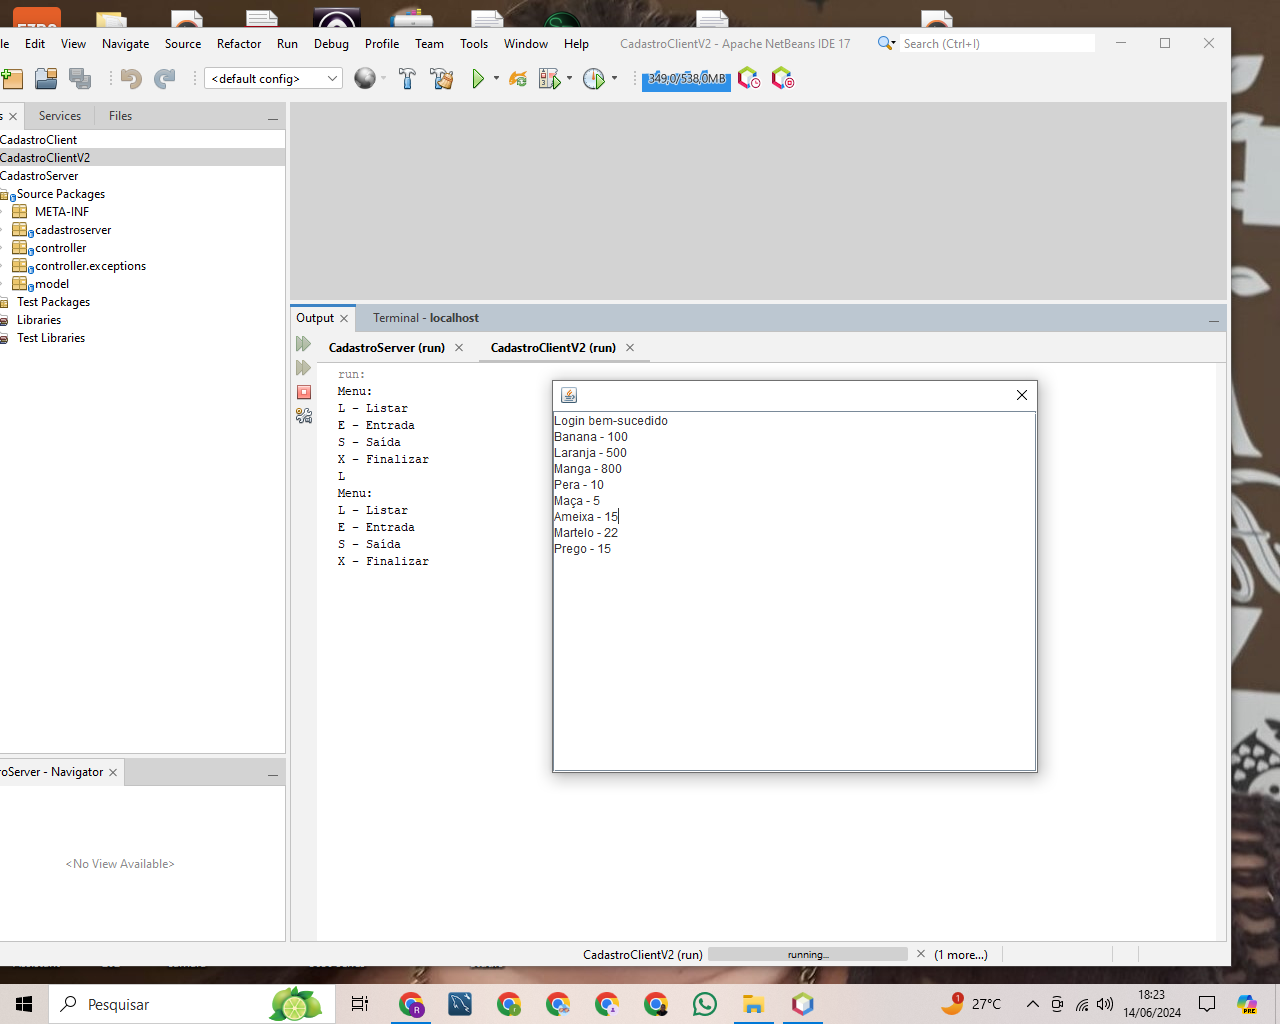 le Edit View Navigate Source Refactor Run Debug Profile Team Tools Window Help CadastroClientV2 - Apache NetBeans IDE 17 Search (Ctrl+I)
<default config> 349,0/538,0MB
s Services Files
CadastroClient
CadastroClientV2
CadastroServer
Source Packages
META-INF
cadastroserver
controller
controller.exceptions
model
Test Packages
Libraries
Test Libraries
Output Terminal - localhost
CadastroServer (run) CadastroClientV2 (run)
run:
Menu:
L - Listar
E - Entrada
S - Saída
X - Finalizar
L
Menu:
L - Listar
E - Entrada
S - Saída
X - Finalizar
Login bem-sucedido
Banana - 100
Laranja - 500
Manga - 800
Pera - 10
Maça - 5
Ameixa - 15
Martelo - 22
Prego - 15
roServer - Navigator
<No View Available>
CadastroClientV2 (run) running... (1 more...)
Pesquisar
R
1 27°C
18:23
14/06/2024
PRE